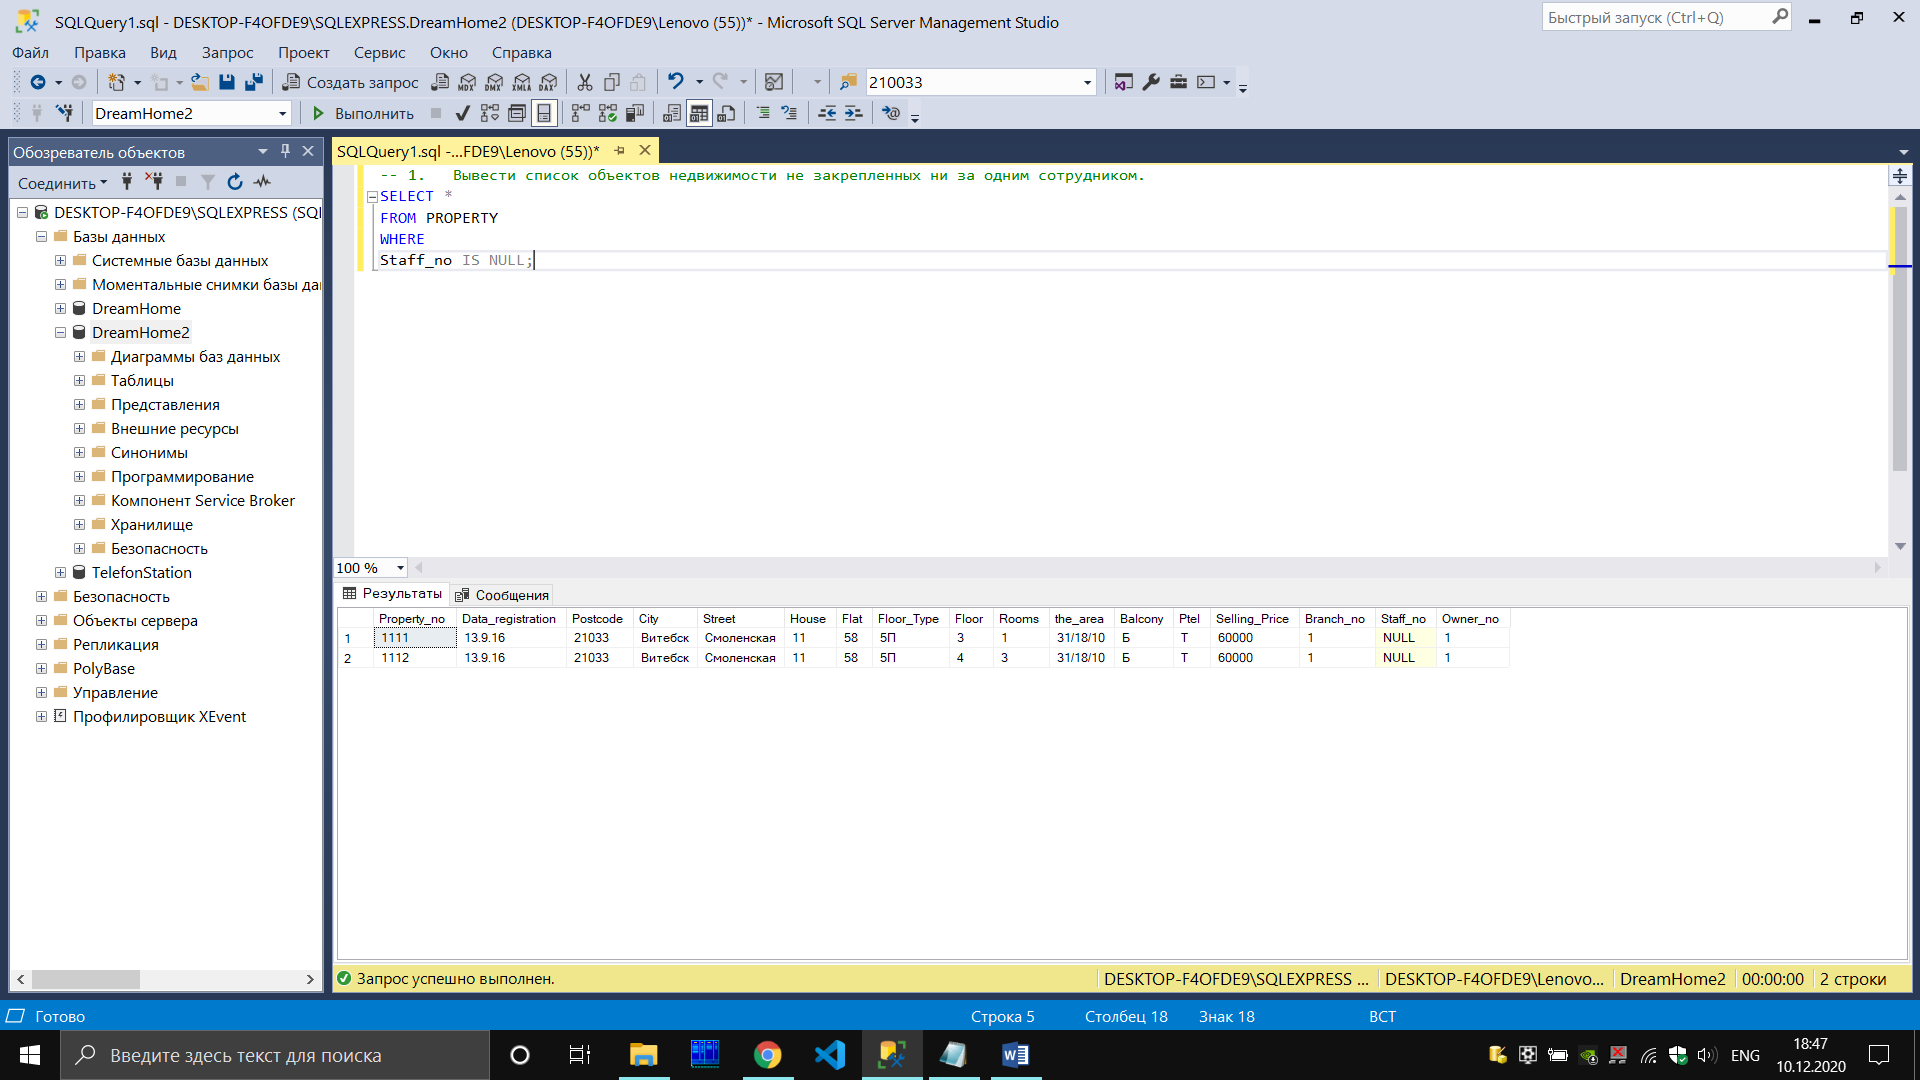 SQLQuery1.sql - DESKTOP-F4OFDE9\SQLEXPRESS.DreamHome2 (DESKTOP-F4OFDE9\Lenovo (55))* - Microsoft SQL Server Management Studio
Быстрый запуск (Ctrl+Q)
Файл Правка Вид Запрос Проект Сервис Окно Справка
Создать запрос MDX DMX XMLA DAX 210033
DreamHome2 Выполнить
Обозреватель объектов
Соединить
DESKTOP-F4OFDE9\SQLEXPRESS (SQI
Базы данных
Системные базы данных
Моментальные снимки базы да
DreamHome
DreamHome2
Диаграммы баз данных
Таблицы
Представления
Внешние ресурсы
Синонимы
Программирование
Компонент Service Broker
Хранилище
Безопасность
TelefonStation
Безопасность
Объекты сервера
Репликация
PolyBase
Управление
Профилировщик XEvent
SQLQuery1.sql -...FDE9\Lenovo (55))*
-- 1. Вывести список объектов недвижимости не закрепленных ни за одним сотрудником.
SELECT *
FROM PROPERTY
WHERE
Staff_no IS NULL;
100 %
Результаты Сообщения
Property_no Data_registration Postcode City Street House Flat Floor_Type Floor Rooms the_area Balcony Ptel Selling_Price Branch_no Staff_no Owner_no
1 1111 13.9.16 21033 Витебск Смоленская 11 58 5П 3 1 31/18/10 Б Т 60000 1 NULL 1
2 1112 13.9.16 21033 Витебск Смоленская 11 58 5П 4 3 31/18/10 Б Т 60000 1 NULL 1
Запрос успешно выполнен. DESKTOP-F4OFDE9\SQLEXPRESS ... DESKTOP-F4OFDE9\Lenovo... DreamHome2 00:00:00 2 строки
Готово Строка 5 Столбец 18 Знак 18 ВСТ
Введите здесь текст для поиска
ENG
18:47
10.12.2020